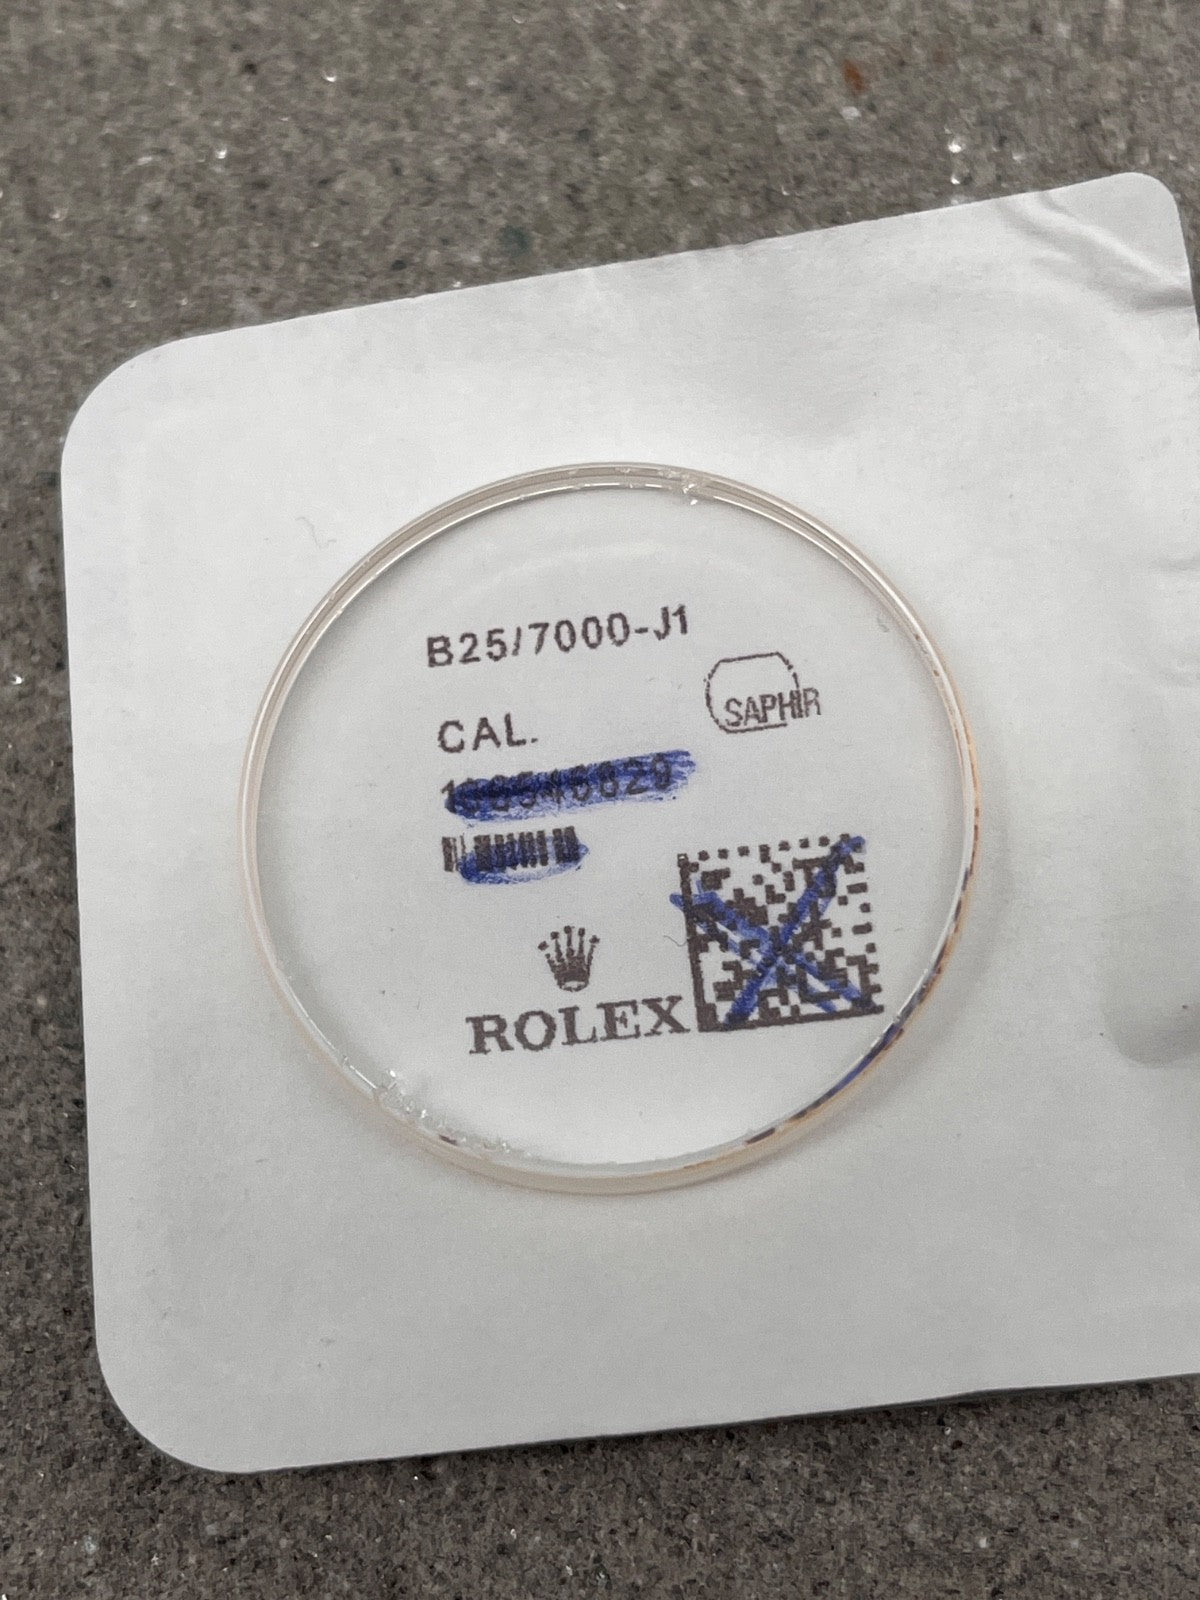 B25/7000-J1
SAPHIR
CAL.
ROLEX